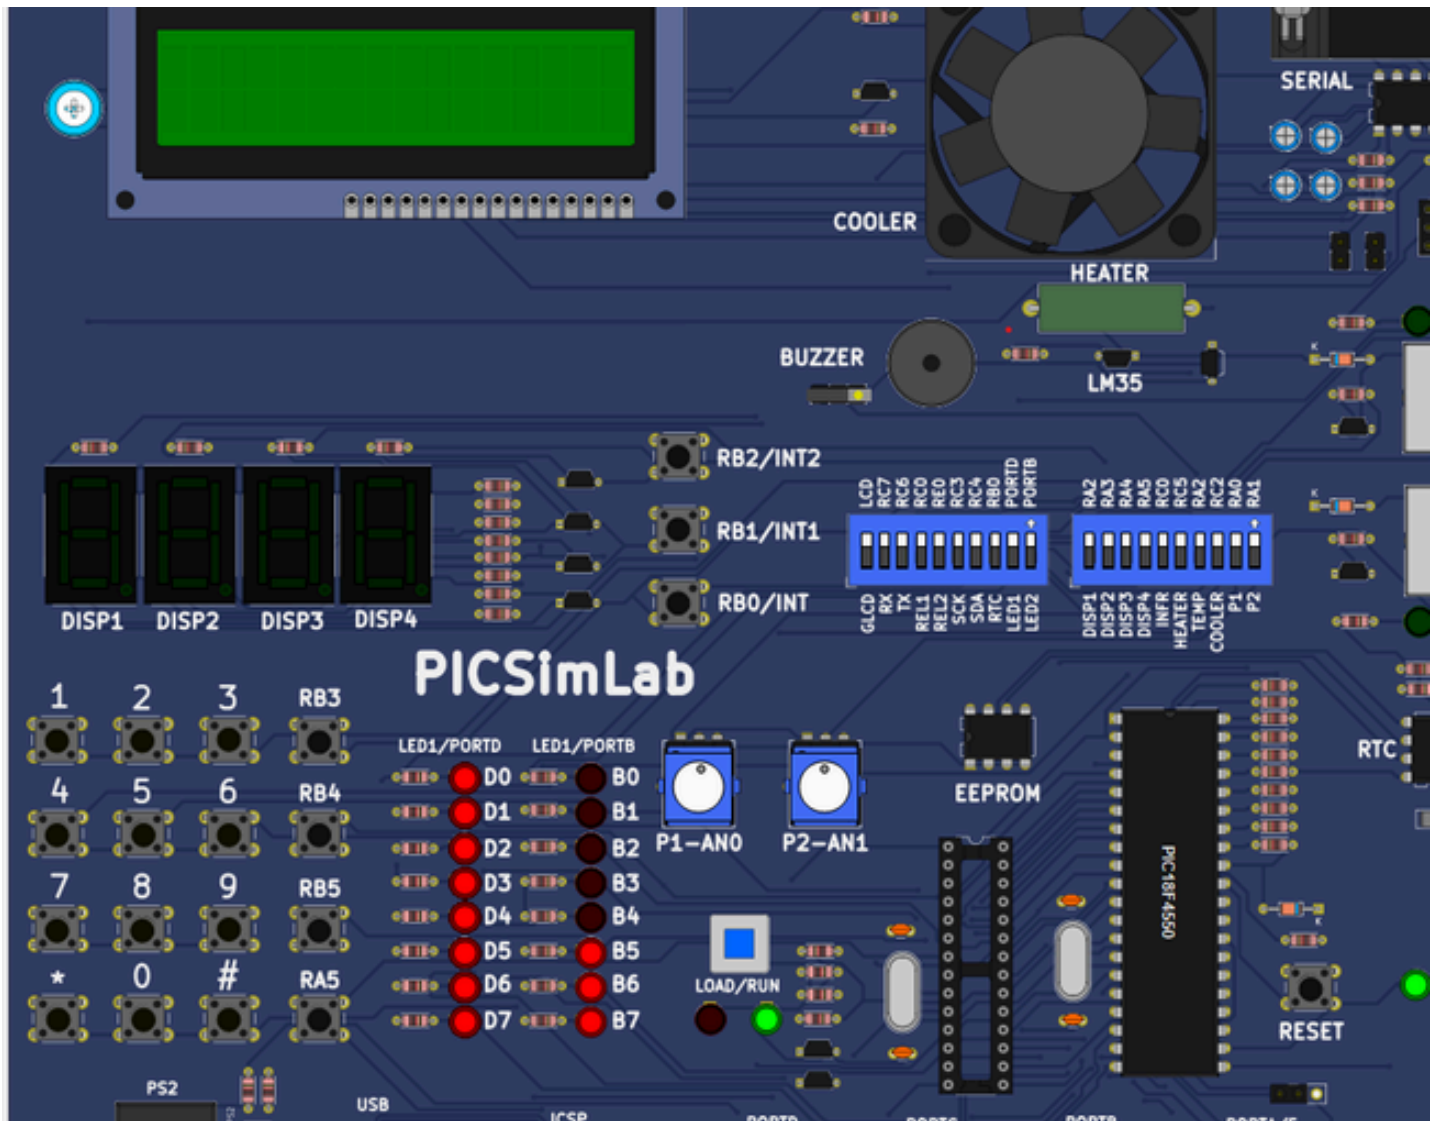 SERIAL
COOLER
HEATER
BUZZER
LM35
RB2/INT2
RB1/INT1
RB0/INT
LCD RC7 RC6 RC0 RE0 RC3 RC4 RB0 PORTD PORTB
GLCD RX TX REL1 REL2 SCK SDA RTC LED1 LED2
RA2 RA3 RA4 RA5 RC0 RC5 RA2 RC2 RA0 RA1
DISP1 DISP2 DISP3 DISP4 INFR HEATER TEMP COOLER P1 P2
K
K
DISP1 DISP2 DISP3 DISP4
PICSimLab
1 2 3 RB3
4 5 6 RB4
7 8 9 RB5
* 0 # RA5
LED1/PORTD LED1/PORTB
D0 B0
D1 B1
D2 B2
D3 B3
D4 B4
D5 B5
D6 B6
D7 B7
P1-AN0 P2-AN1
EEPROM
RTC
PIC18F4550
K
LOAD/RUN
RESET
PS2
PS2
USB
ICSP